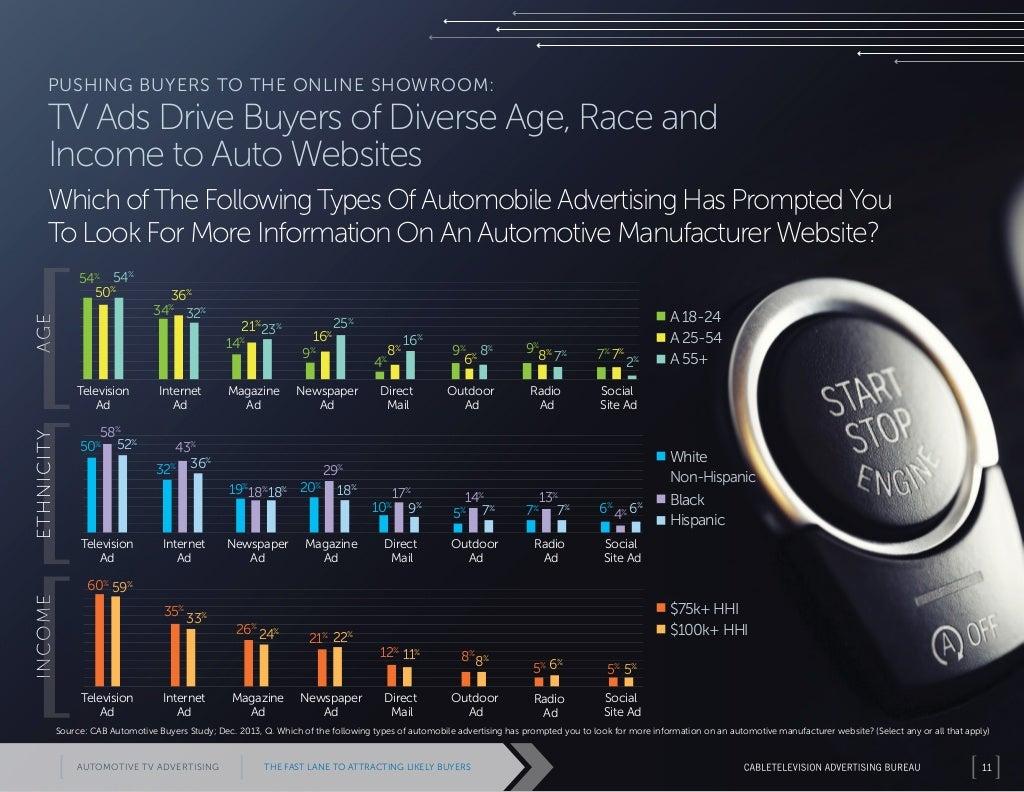 PUSHING BUYERS TO THE ONLINE SHOWROOM:
TV Ads Drive Buyers of Diverse Age, Race and
Income to Auto Websites
Which of The Following Types Of Automobile Advertising Has Prompted You
To Look For More Information On An Automotive Manufacturer Website?
AGE
54% 50% 54%
34% 36% 32%
14% 21% 23%
9% 16% 25%
4% 8% 16%
9% 6% 8%
9% 8% 7%
7% 7% 2%
Television Ad
Internet Ad
Magazine Ad
Newspaper Ad
Direct Mail
Outdoor Ad
Radio Ad
Social Site Ad
A 18-24
A 25-54
A 55+
ETHNICITY
50% 58% 52%
32% 43% 36%
19% 18% 18%
20% 29% 18%
10% 17% 9%
5% 14% 7%
7% 13% 7%
6% 4% 6%
Television Ad
Internet Ad
Newspaper Ad
Magazine Ad
Direct Mail
Outdoor Ad
Radio Ad
Social Site Ad
White
Non-Hispanic
Black
Hispanic
INCOME
60% 59%
35% 33%
26% 24%
21% 22%
12% 11%
8% 8%
5% 6%
5% 5%
Television Ad
Internet Ad
Magazine Ad
Newspaper Ad
Direct Mail
Outdoor Ad
Radio Ad
Social Site Ad
$75k+ HHI
$100k+ HHI
START
STOP
ENGINE
A OFF
Source: CAB Automotive Buyers Study; Dec. 2013, Q. Which of the following types of automobile advertising has prompted you to look for more information on an automotive manufacturer website? (Select any or all that apply)
AUTOMOTIVE TV ADVERTISING
THE FAST LANE TO ATTRACTING LIKELY BUYERS
CABLETELEVISION ADVERTISING BUREAU
11